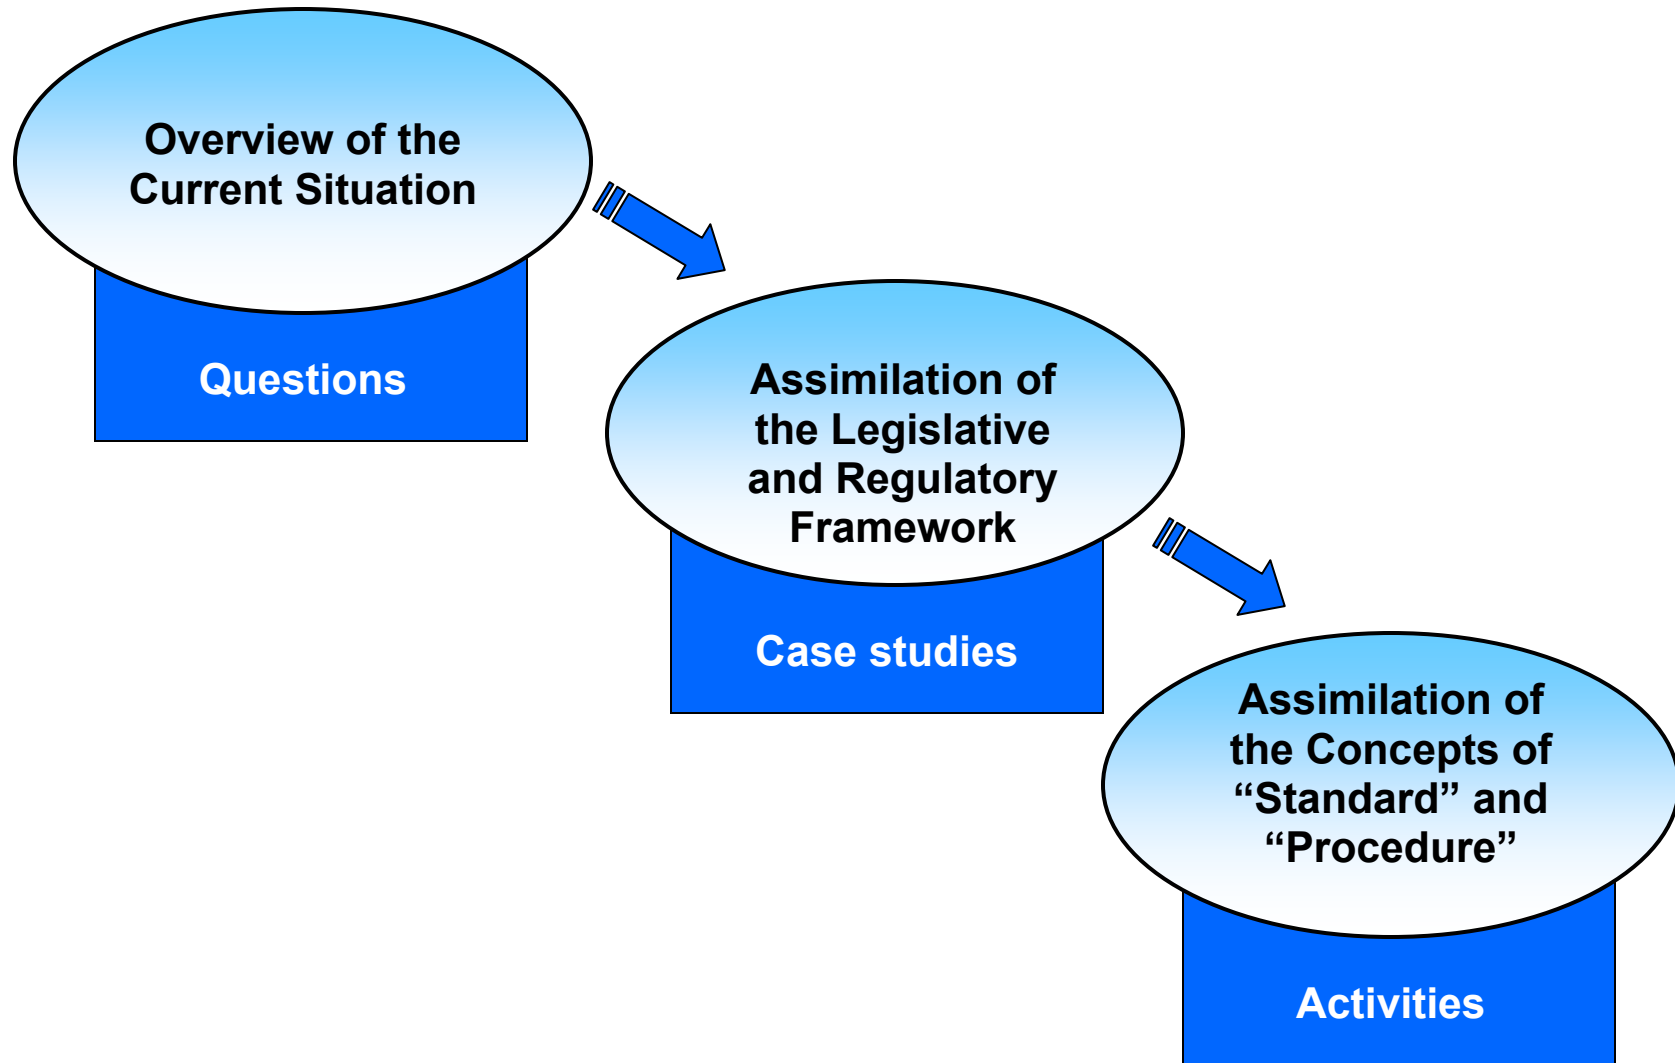 Overview of the
Current Situation
Questions
Assimilation of
the Legislative
and Regulatory
Framework
Case studies
Assimilation of
the Concepts of
“Standard” and
“Procedure”
Activities